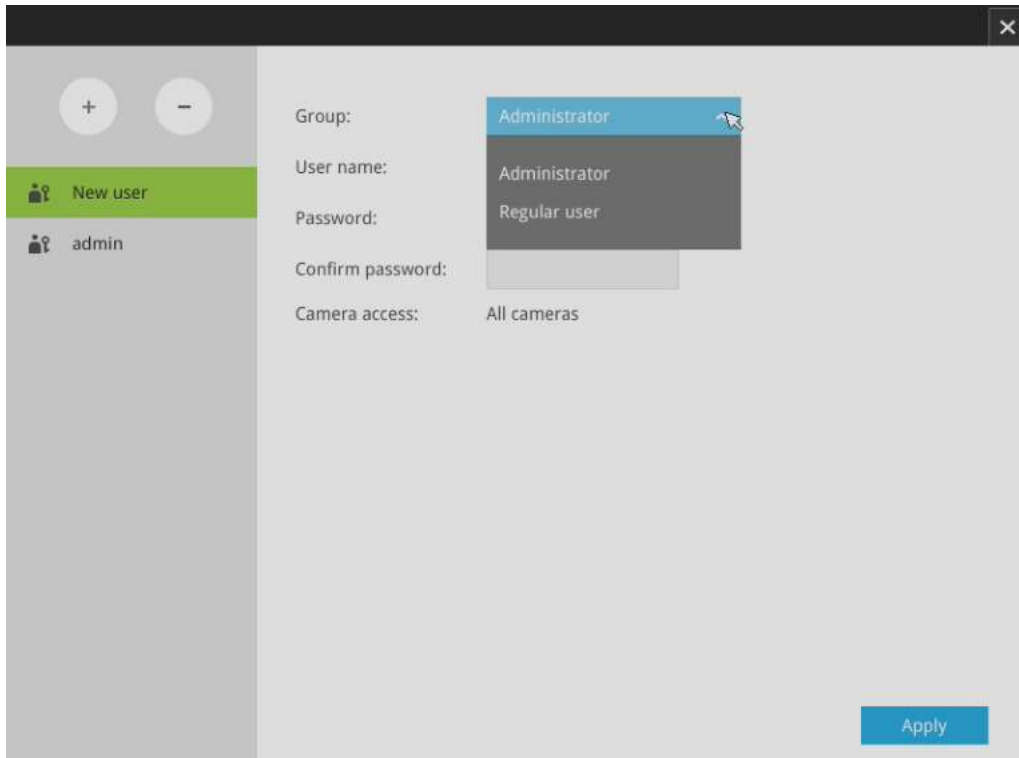 Group: Administrator
Administrator
Regular user
User name:
Password:
Confirm password:
Camera access: All cameras
New user
admin
Apply